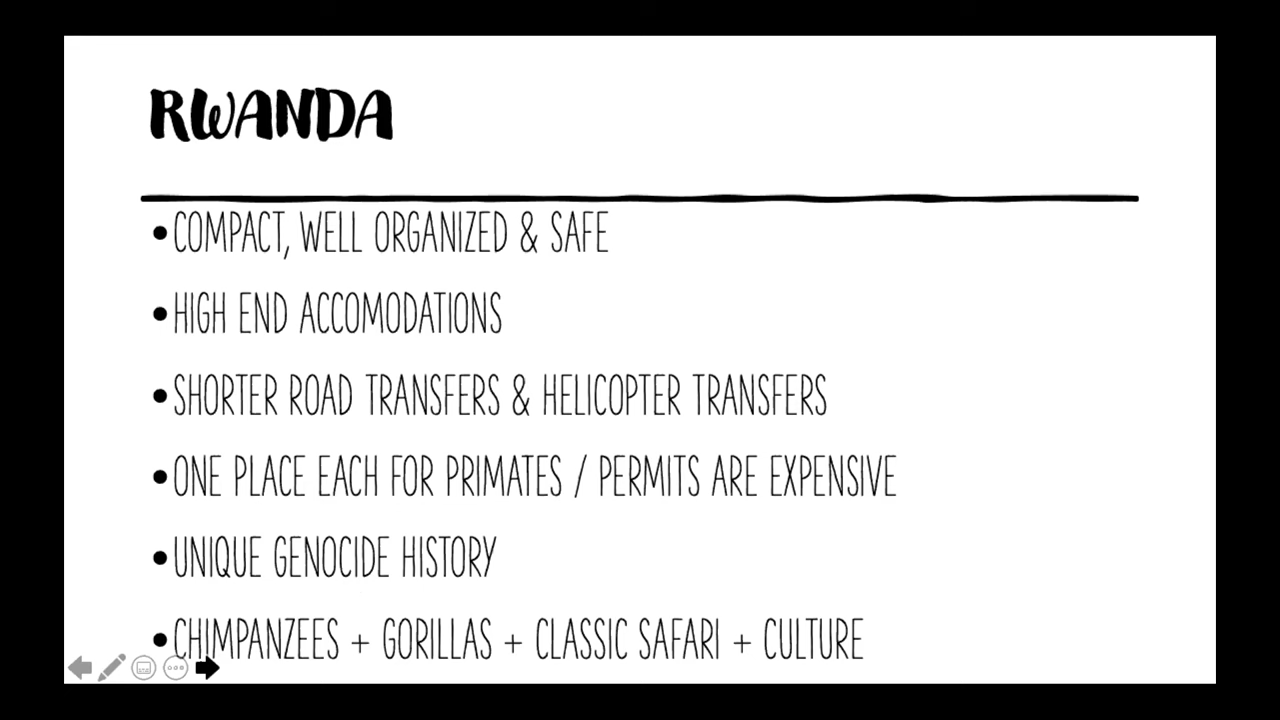 RWANDA
•COMPACT, WELL ORGANIZED & SAFE
•HIGH END ACCOMODATIONS
•SHORTER ROAD TRANSFERS & HELICOPTER TRANSFERS
•ONE PLACE EACH FOR PRIMATES / PERMITS ARE EXPENSIVE
•UNIQUE GENOCIDE HISTORY
•CHIMPANZEES + GORILLAS + CLASSIC SAFARI + CULTURE